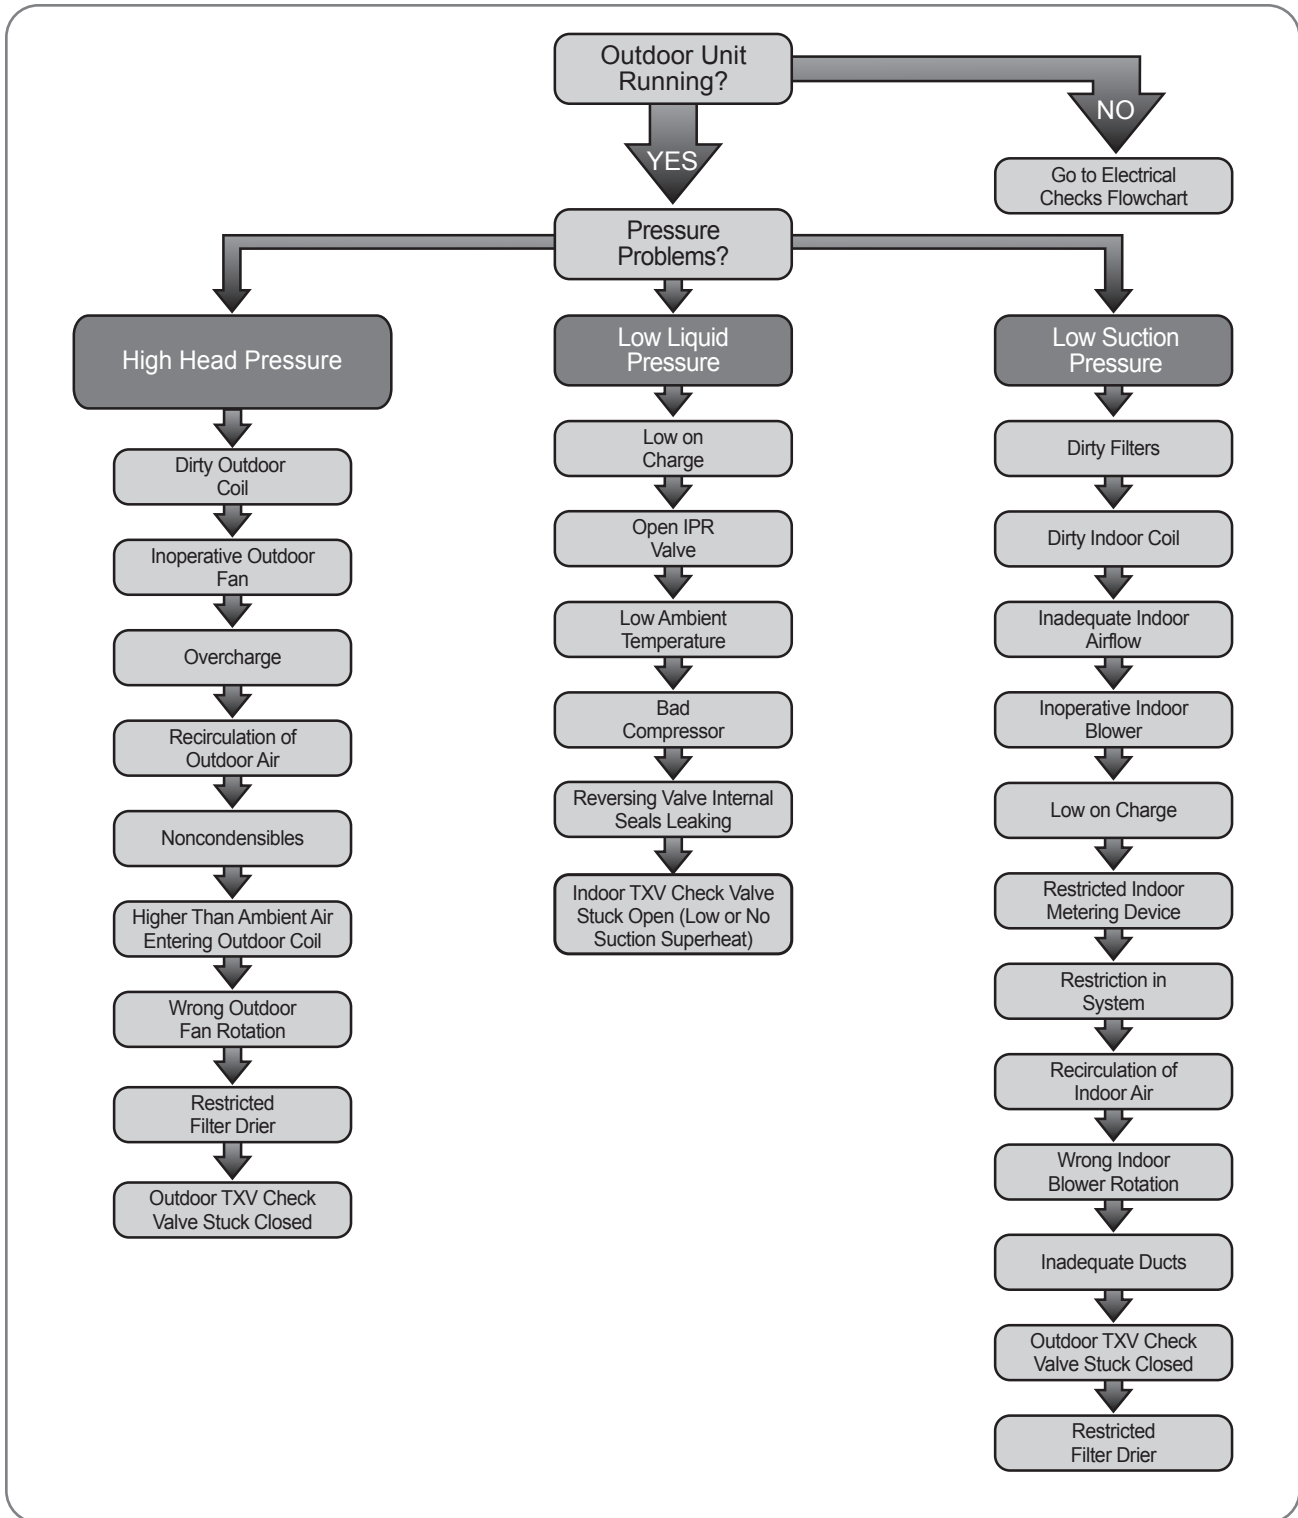 Outdoor Unit
Running?
NO
YES
Go to Electrical
Checks Flowchart
Pressure
Problems?
High Head Pressure
Dirty Outdoor
Coil
Inoperative Outdoor
Fan
Overcharge
Recirculation of
Outdoor Air
Noncondensibles
Higher Than Ambient Air
Entering Outdoor Coil
Wrong Outdoor
Fan Rotation
Restricted
Filter Drier
Outdoor TXV Check
Valve Stuck Closed
Low Liquid
Pressure
Low on
Charge
Open IPR
Valve
Low Ambient
Temperature
Bad
Compressor
Reversing Valve Internal
Seals Leaking
Indoor TXV Check Valve
Stuck Open (Low or No
Suction Superheat)
Low Suction
Pressure
Dirty Filters
Dirty Indoor Coil
Inadequate Indoor
Airflow
Inoperative Indoor
Blower
Low on Charge
Restricted Indoor
Metering Device
Restriction in
System
Recirculation of
Indoor Air
Wrong Indoor
Blower Rotation
Inadequate Ducts
Outdoor TXV Check
Valve Stuck Closed
Restricted
Filter Drier